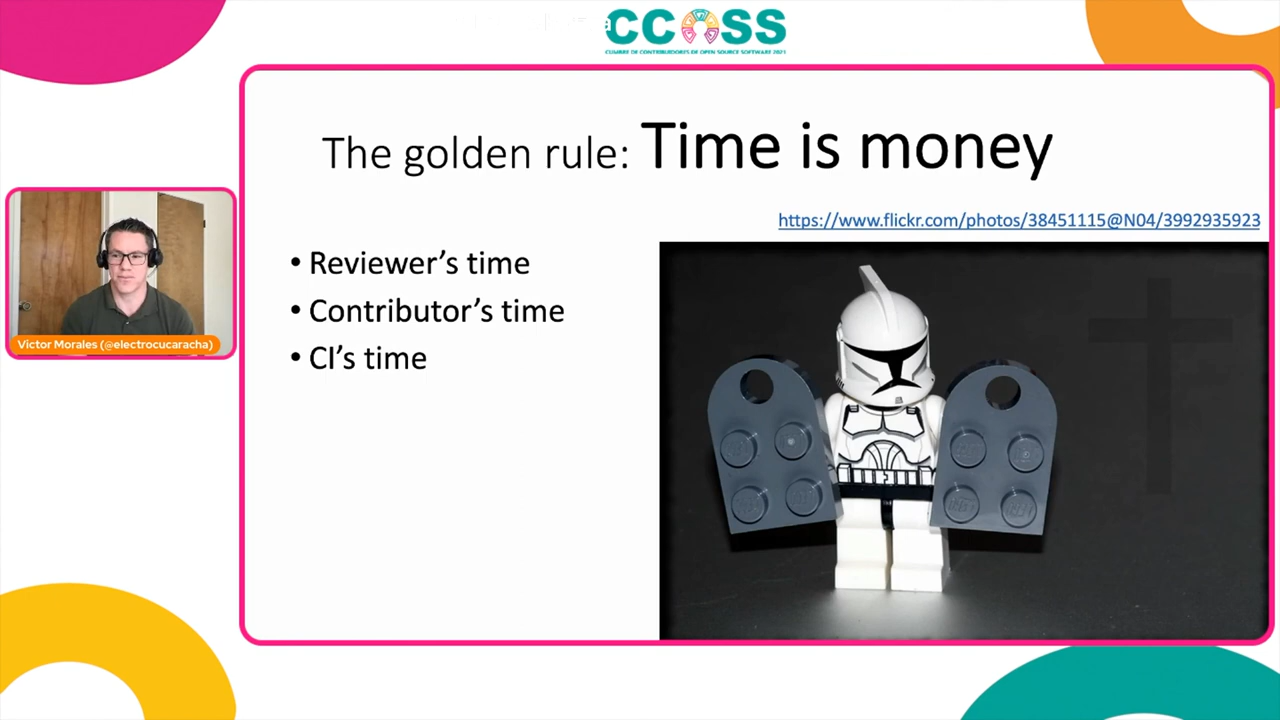 CCOSS
CUMBRE DE CONTRIBUIDORES DE OPEN SOURCE SOFTWARE 2021
The golden rule: Time is money
https://www.flickr.com/photos/38451115@N04/3992935923
• Reviewer's time
• Contributor's time
• CI's time
Victor Morales (@electrocucaracha)